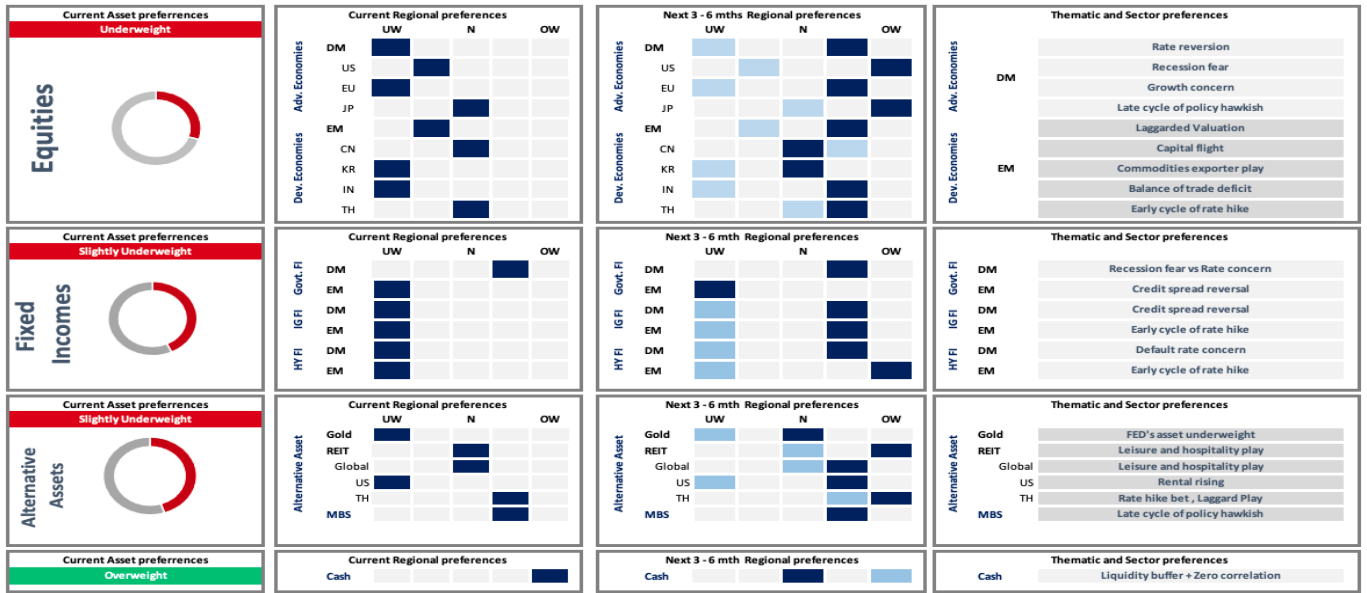 Current Asset preferrences
Underweight
Equities
Current Regional preferences
UW N OW
Adv. Economies
DM
US
EU
JP
Dev. Economies
EM
CN
KR
IN
TH
Next 3 - 6 mths Regional preferences
UW N OW
Adv. Economies
DM
US
EU
JP
Dev. Economies
EM
CN
KR
IN
TH
Thematic and Sector preferences
Adv. Economies
DM
Rate reversion
Recession fear
Growth concern
Late cycle of policy hawkish
Dev. Economies
EM
Laggarded Valuation
Capital flight
Commodities exporter play
Balance of trade deficit
Early cycle of rate hike
Current Asset preferrences
Slightly Underweight
Fixed
Incomes
Current Regional preferences
UW N OW
Govt. FI
DM
EM
IG FI
DM
EM
HY FI
DM
EM
Next 3 - 6 mth Regional preferences
UW N OW
Govt. FI
DM
EM
IG FI
DM
EM
HY FI
DM
EM
Thematic and Sector preferences
Govt. FI
DM Recession fear vs Rate concern
EM Credit spread reversal
IG FI
DM Credit spread reversal
EM Early cycle of rate hike
HY FI
DM Default rate concern
EM Early cycle of rate hike
Current Asset preferrences
Slightly Underweight
Alternative
Assets
Current Regional preferences
UW N OW
Alternative Asset
Gold
REIT
Global
US
TH
MBS
Next 3 - 6 mth Regional preferences
UW N OW
Alternative Asset
Gold
REIT
Global
US
TH
MBS
Thematic and Sector preferences
Alternative Asset
Gold FED's asset underweight
REIT Leisure and hospitality play
Global Leisure and hospitality play
US Rental rising
TH Rate hike bet , Laggard Play
MBS Late cycle of policy hawkish
Current Asset preferrences
Overweight
Current Regional preferences
Cash
Next 3 - 6 mth Regional preferences
Cash
Thematic and Sector preferences
Cash Liquidity buffer + Zero correlation